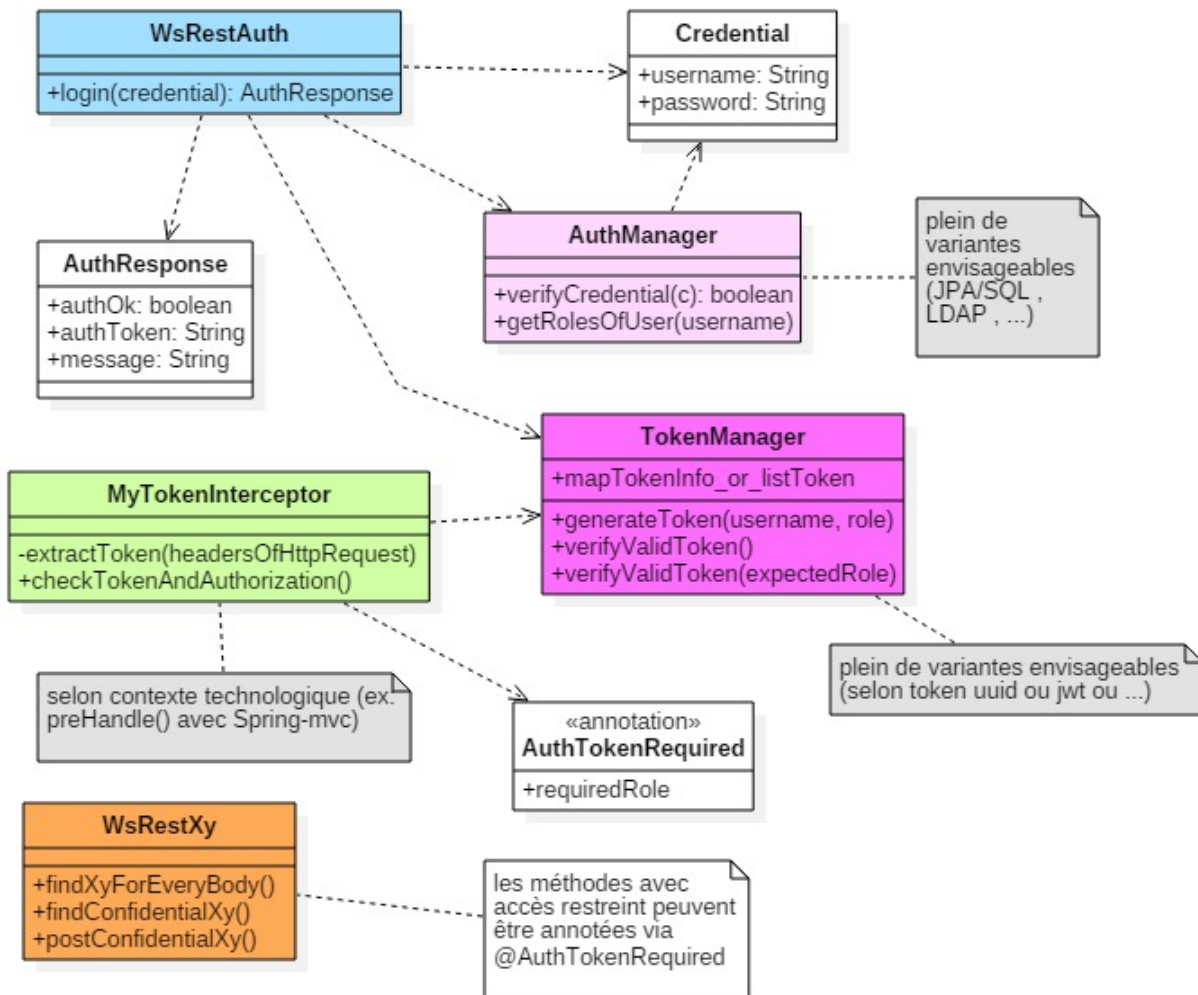 WsRestAuth
+login(credential): AuthResponse
Credential
+username: String
+password: String
AuthResponse
+authOk: boolean
+authToken: String
+message: String
AuthManager
+verifyCredential(c): boolean
+getRolesOfUser(username)
plein de
variantes
envisageables
(JPA/SQL ,
LDAP , ...)
TokenManager
+mapTokenInfo_or_listToken
+generateToken(username, role)
+verifyValidToken()
+verifyValidToken(expectedRole)
MyTokenInterceptor
-extractToken(headersOfHttpRequest)
+checkTokenAndAuthorization()
plein de variantes envisageables
(selon token uuid ou jwt ou ...)
selon contexte technologique (ex:
preHandle() avec Spring-mvc)
«annotation»
AuthTokenRequired
+requiredRole
WsRestXy
+findXyForEveryBody()
+findConfidentialXy()
+postConfidentialXy()
les méthodes avec
accès restreint peuvent
être annotées via
@AuthTokenRequired